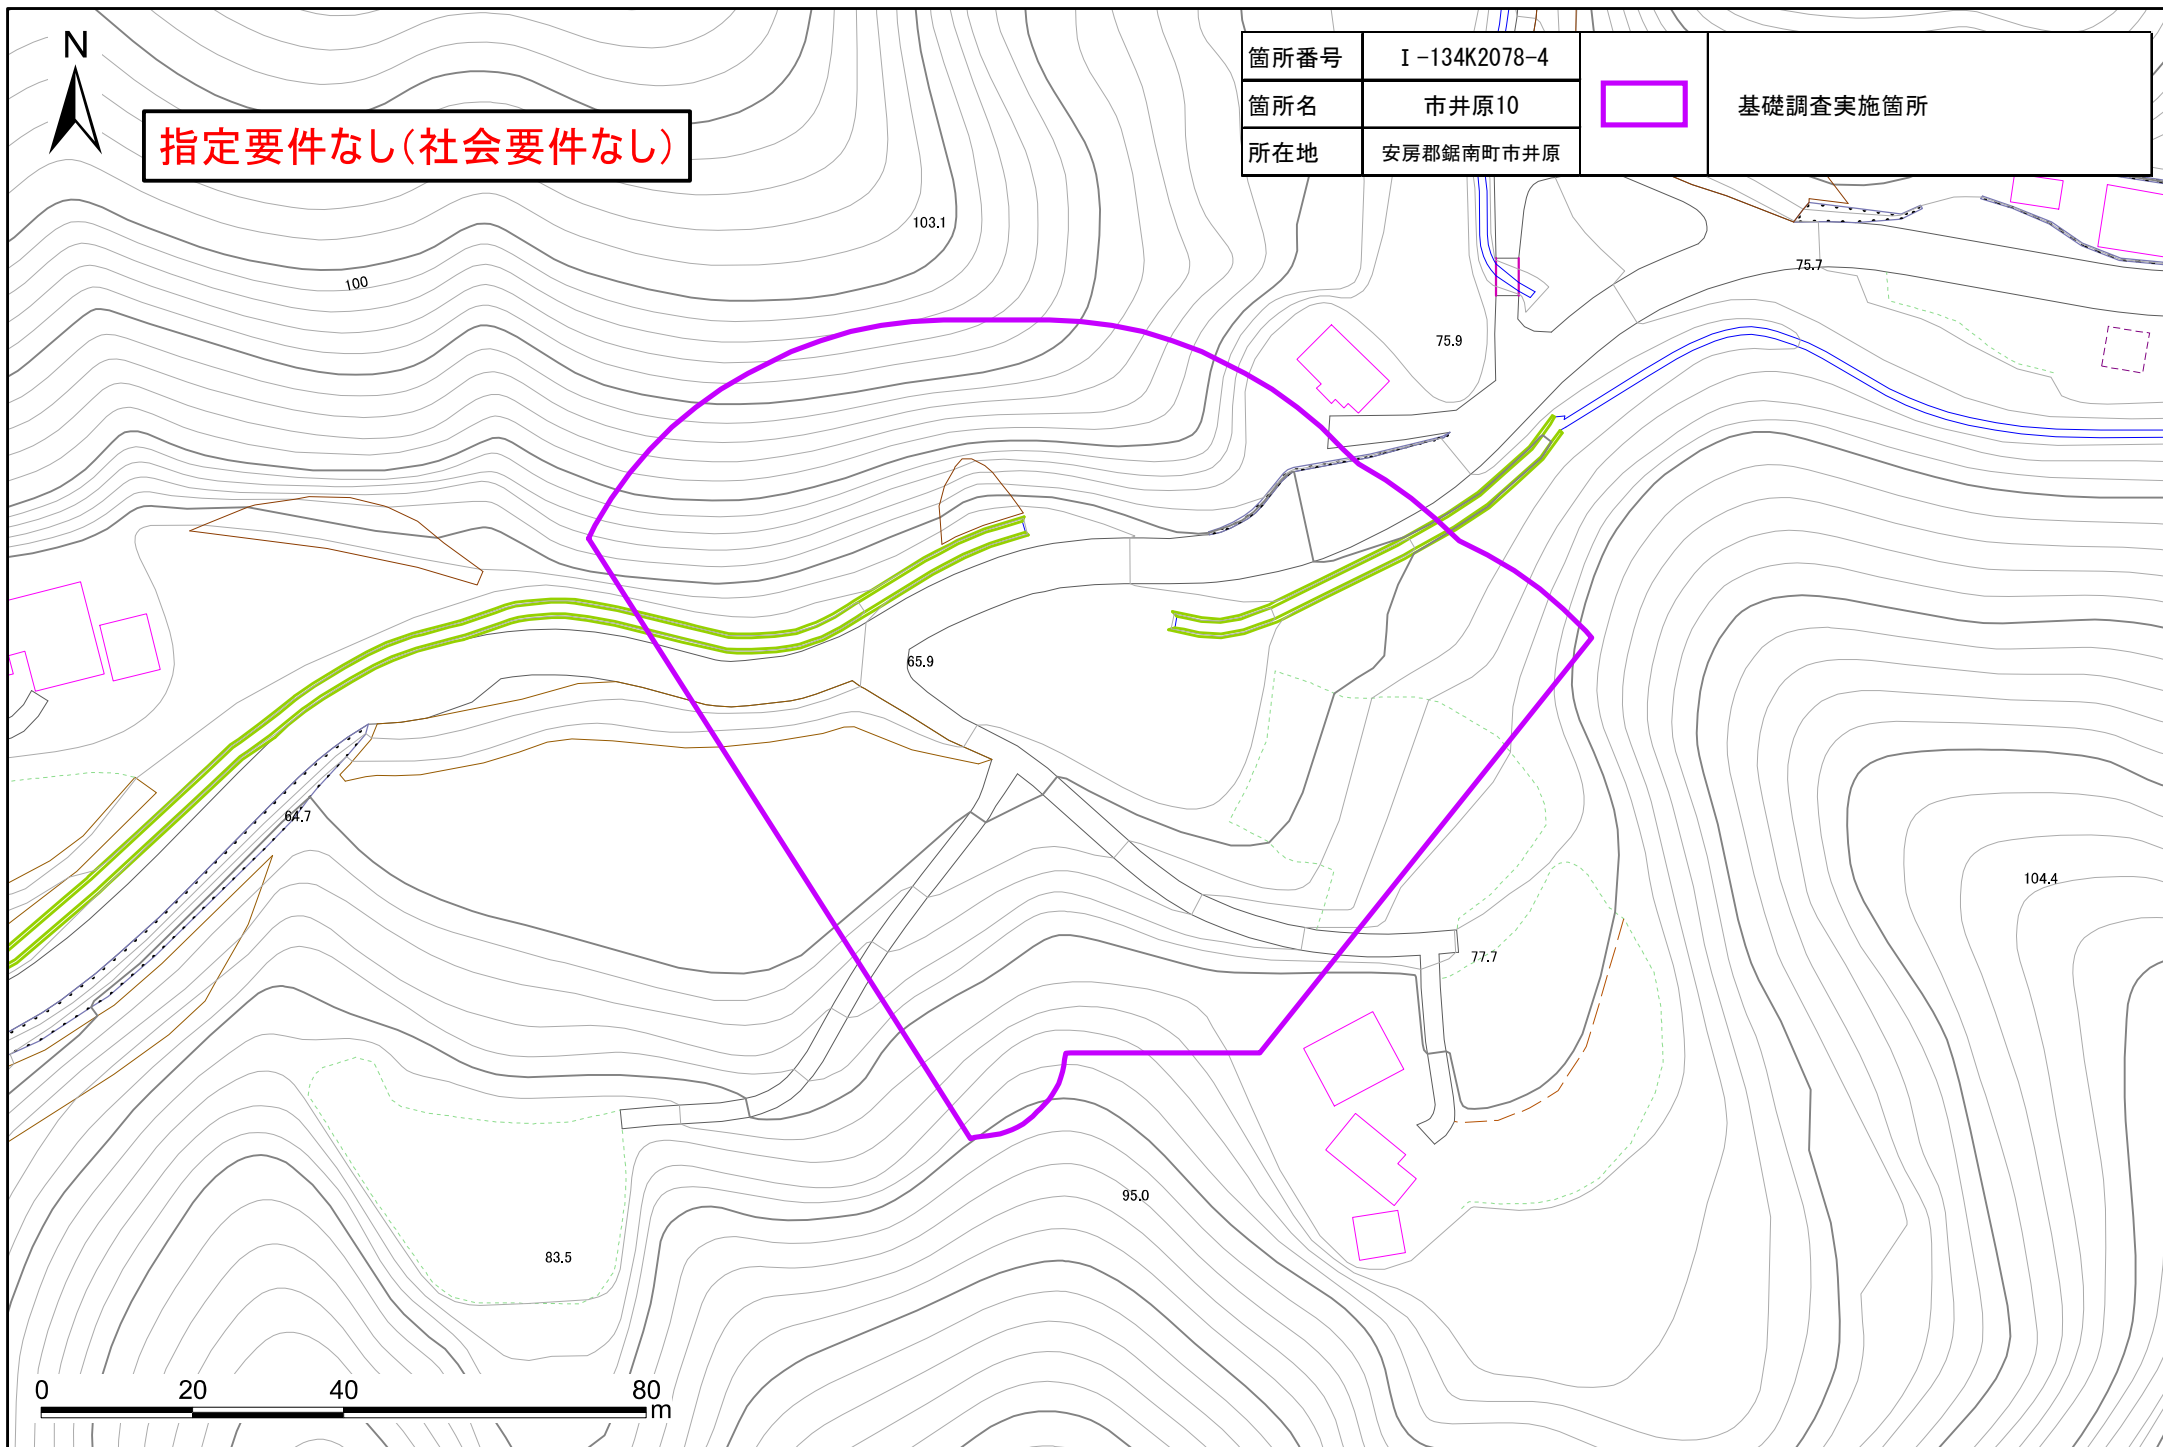 N
指定要件なし(社会要件なし)
箇所番号 Ⅰ-134K2078-4
箇所名 市井原10
所在地 安房郡鋸南町市井原
基礎調査実施箇所
103.1
100
75.7
75.9
65.9
64.7
104.4
77.7
95.0
83.5
0 20 40 80
m